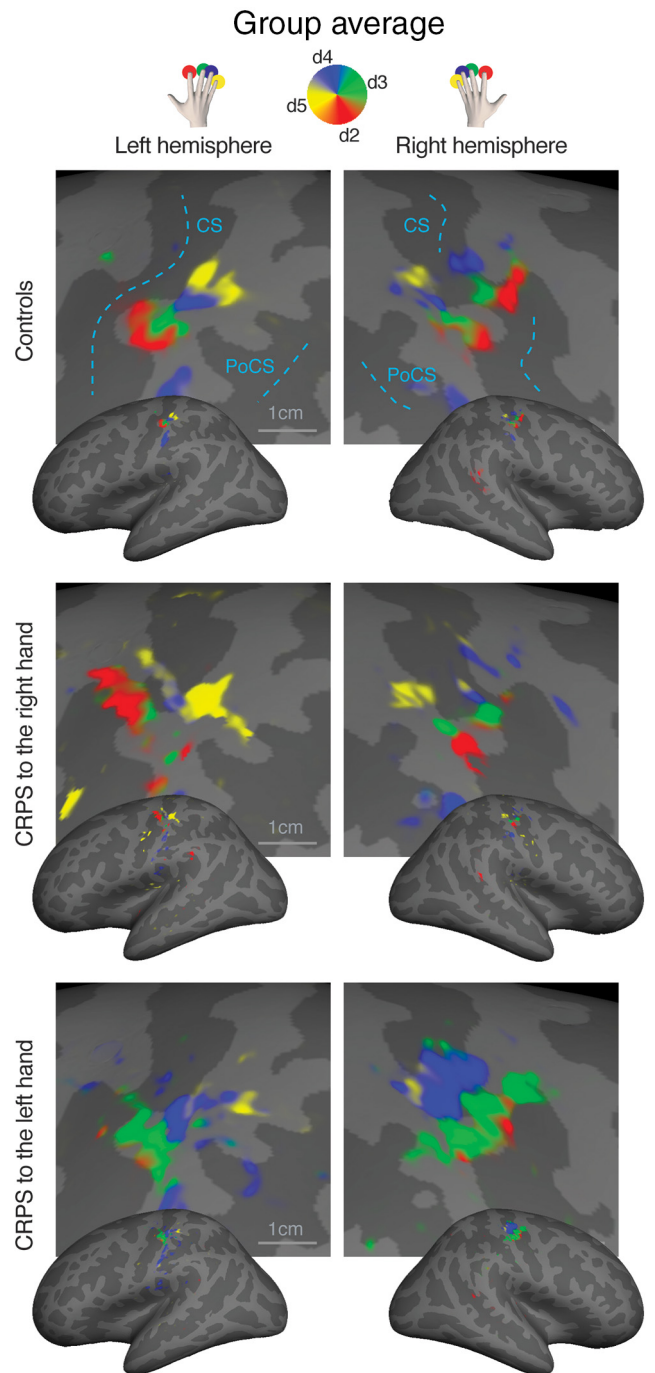 Group average
d4
d3
d5
d2
Left hemisphere
Right hemisphere
Controls
CS
PoCS
1cm
CS
PoCS
CRPS to the right hand
1cm
CRPS to the left hand
1cm